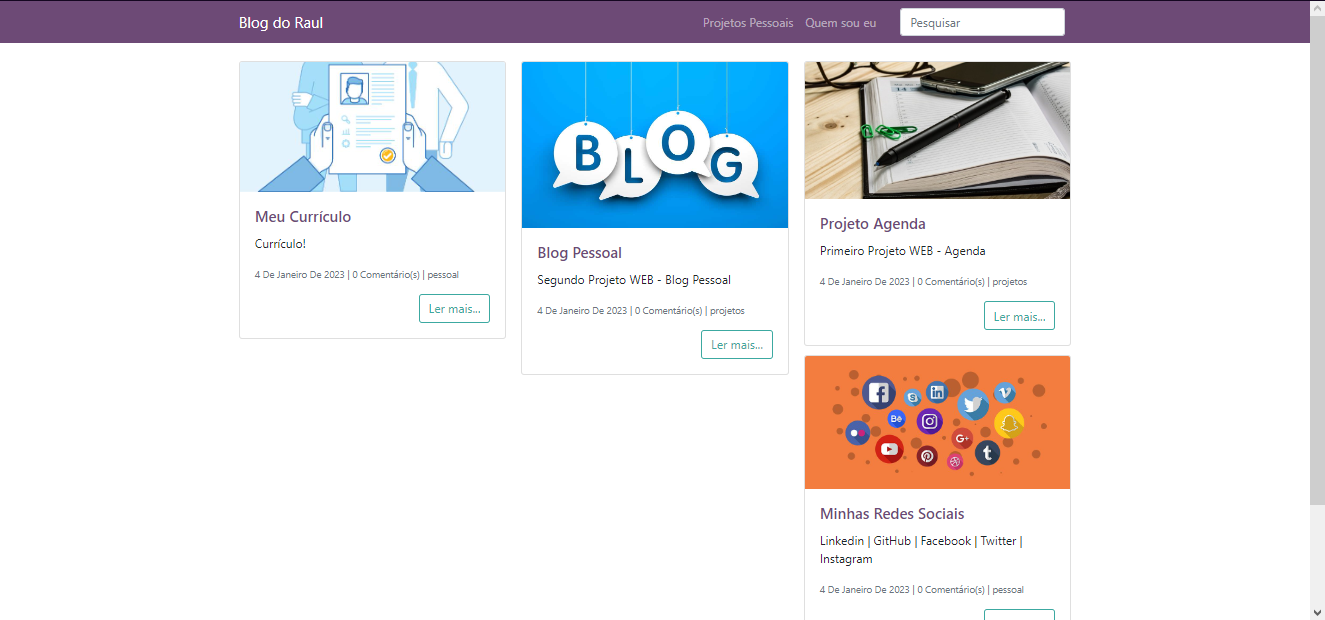 Blog do Raul
Projetos Pessoais
Quem sou eu
Pesquisar
Meu Currículo
Currículo!
4 De Janeiro De 2023 | 0 Comentário(s) | pessoal
Ler mais...
BLOG
Blog Pessoal
Segundo Projeto WEB - Blog Pessoal
4 De Janeiro De 2023 | 0 Comentário(s) | projetos
Ler mais...
Projeto Agenda
Primeiro Projeto WEB - Agenda
4 De Janeiro De 2023 | 0 Comentário(s) | projetos
Ler mais...
Bē
in
G+
Minhas Redes Sociais
Linkedin | GitHub | Facebook | Twitter |
Instagram
4 De Janeiro De 2023 | 0 Comentário(s) | pessoal